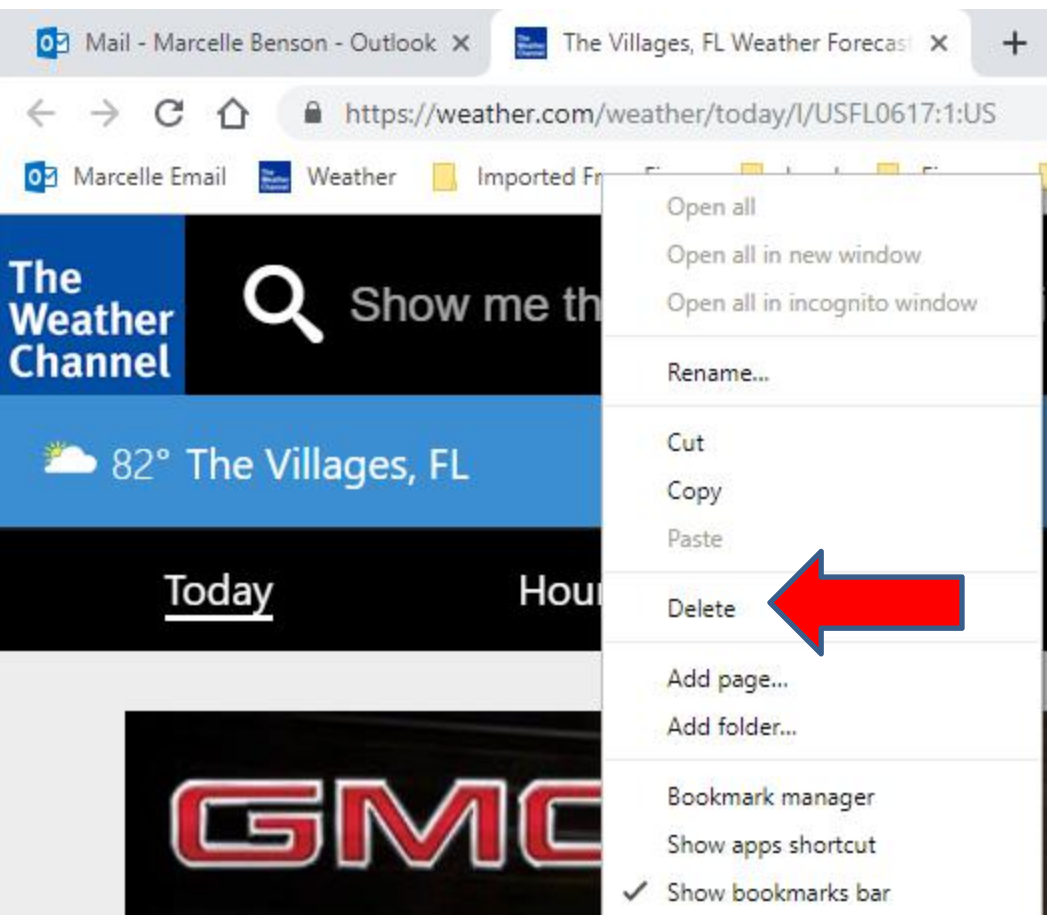 Mail - Marcelle Benson - Outlook
The Villages, FL Weather Forecas
https://weather.com/weather/today/l/USFL0617:1:US
Marcelle Email
Weather
Imported Fr
The
Weather
Channel
Show me th
82° The Villages, FL
Today
Hou
Open all
Open all in new window
Open all in incognito window
Rename...
Cut
Copy
Paste
Delete
Add page...
Add folder...
Bookmark manager
Show apps shortcut
Show bookmarks bar
GMC